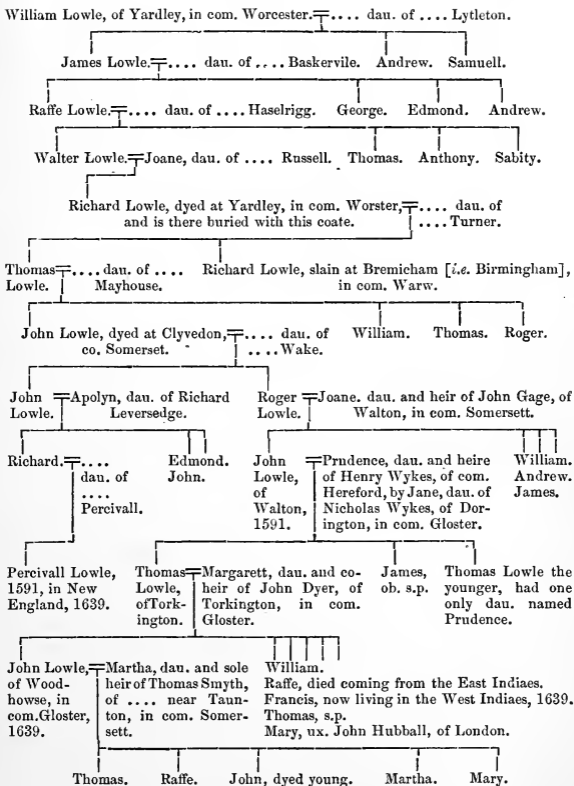 William Lowle, of Yardley, in com. Worcester.=.... dau. of .... Lytleton.
James Lowle.=.... dau. of .... Baskervile. Andrew. Samuell.
Raffe Lowle.=.... dau. of .... Haselrigg. George. Edmond. Andrew.
Walter Lowle.=Joane, dau. of .... Russell. Thomas. Anthony. Sabity.
Richard Lowle, dyed at Yardley, in com. Worster,=.... dau. of
and is there buried with this coate. .... Turner.
Thomas=.... dau. of .... Richard Lowle, slain at Bremicham [i.e. Birmingham],
Lowle. Mayhouse. in com. Warw.
John Lowle, dyed at Clyvedon,=.... dau. of William. Thomas. Roger.
co. Somerset. .... Wake.
John =Apolyn, dau. of Richard Roger =Joane. dau. and heir of John Gage, of
Lowle. Leversedge. Lowle. Walton, in com. Somersett.
Richard.=.... Edmond. John =Prudence, dau. and heire William.
dau. of John. Lowle, of Henry Wykes, of com. Andrew.
.... of Hereford, by Jane, dau. of James.
Percivall. Walton, Nicholas Wykes, of Dor-
1591. ington, in com. Gloster.
Percivall Lowle, Thomas=Margarett, dau. and co- James, Thomas Lowle the
1591, in New Lowle, heir of John Dyer, of ob. s.p. younger, had one
England, 1639. of Tork- Torkington, in com. only dau. named
ington. Gloster. Prudence.
John Lowle,=Martha, dau. and sole William.
of Wood- heir of Thomas Smyth, Raffe, died coming from the East Indiaes.
howse, in of .... near Taun- Francis, now living in the West Indiaes, 1639.
com. Gloster, ton, in com. Somer- Thomas, s.p.
1639. sett. Mary, ux. John Hubball, of London.
Thomas. Raffe. John, dyed young. Martha. Mary.